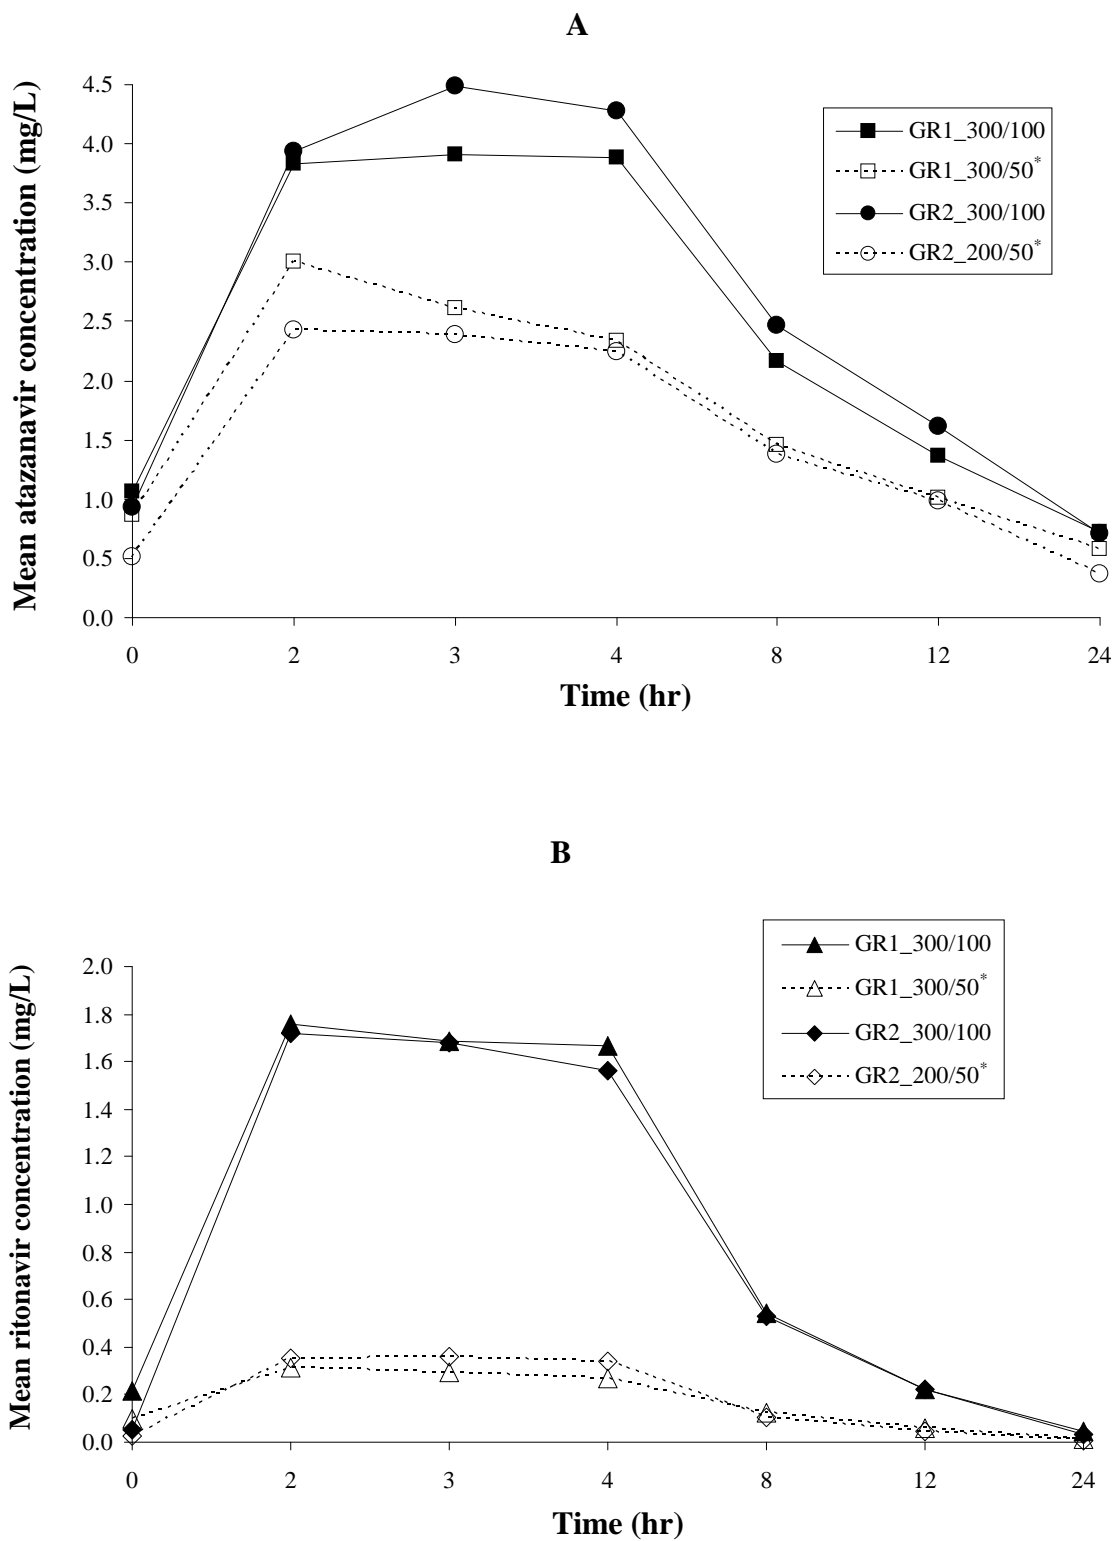 A
Mean atazanavir concentration (mg/L)
4.5
4.0
3.5
3.0
2.5
2.0
1.5
1.0
0.5
0.0
GR1_300/100
GR1_300/50*
GR2_300/100
GR2_200/50*
0 2 3 4 8 12 24
Time (hr)
B
Mean ritonavir concentration (mg/L)
2.0
1.8
1.6
1.4
1.2
1.0
0.8
0.6
0.4
0.2
0.0
GR1_300/100
GR1_300/50*
GR2_300/100
GR2_200/50*
0 2 3 4 8 12 24
Time (hr)